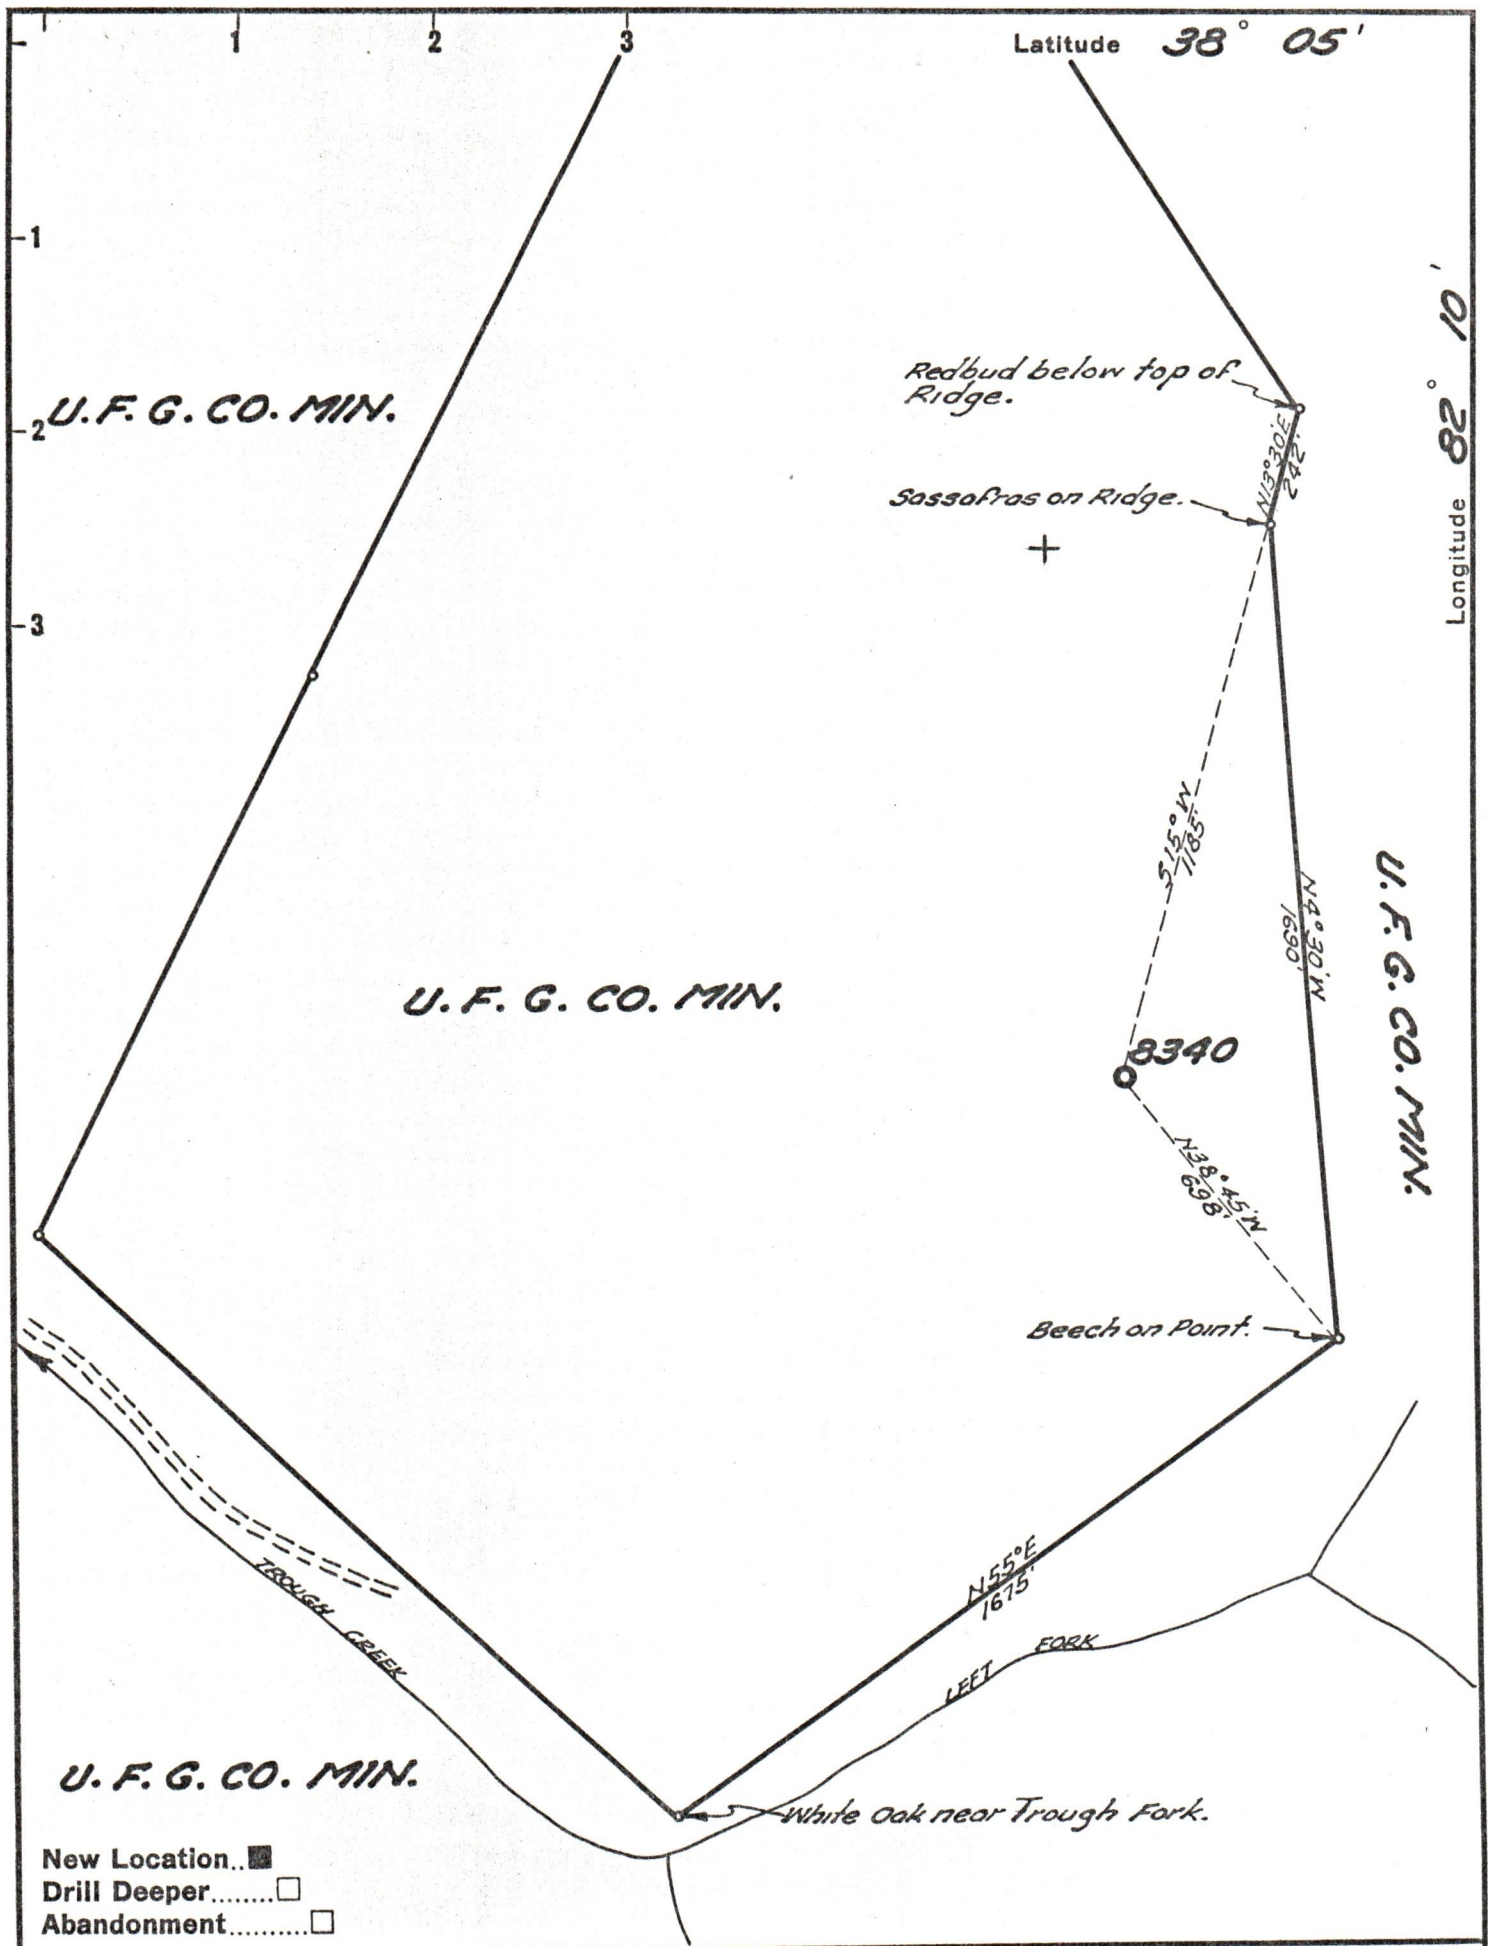 1 2 3
Latitude 38° 05'
-1
-2
-3
Longitude 82° 10'
Redbud below top of
Ridge.
U.F.G. CO. MIN.
N13°30'E
242'
Sassafras on Ridge.
S15°W
1185'
N4°30'W
1690'
U.F.G. CO. MIN.
U.F.G. CO. MIN.
8340
N38°45'W
698'
Beech on Point.
N55°E
1675'
TROUGH CREEK
LEFT FORK
U.F.G. CO. MIN.
White Oak near Trough Fork.
New Location..■
Drill Deeper........□
Abandonment..........□